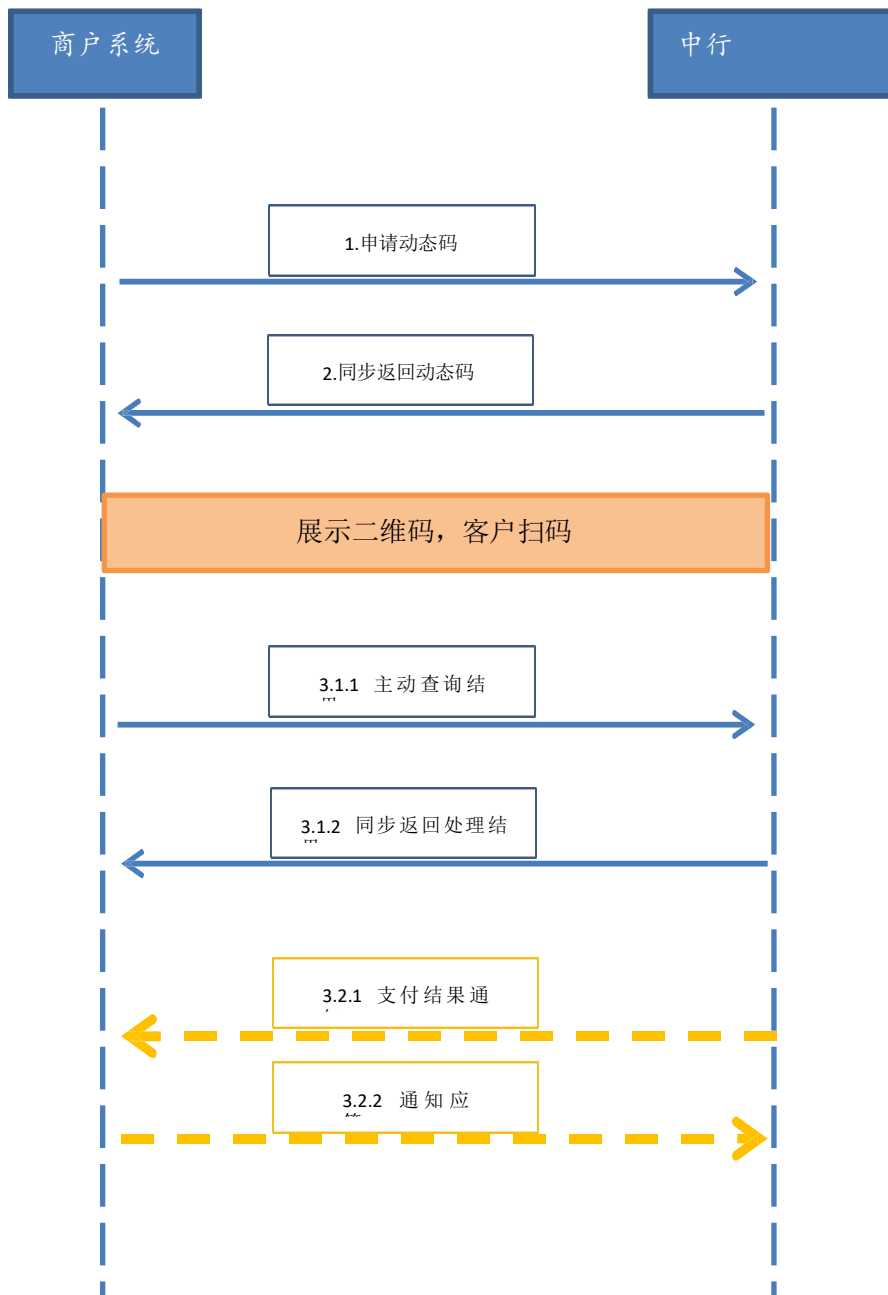 商户系统
中行
1.申请动态码
2.同步返回动态码
展示二维码，客户扫码
3.1.1 主动查询结
3.1.2 同步返回处理结
3.2.1 支付结果通
3.2.2 通知应